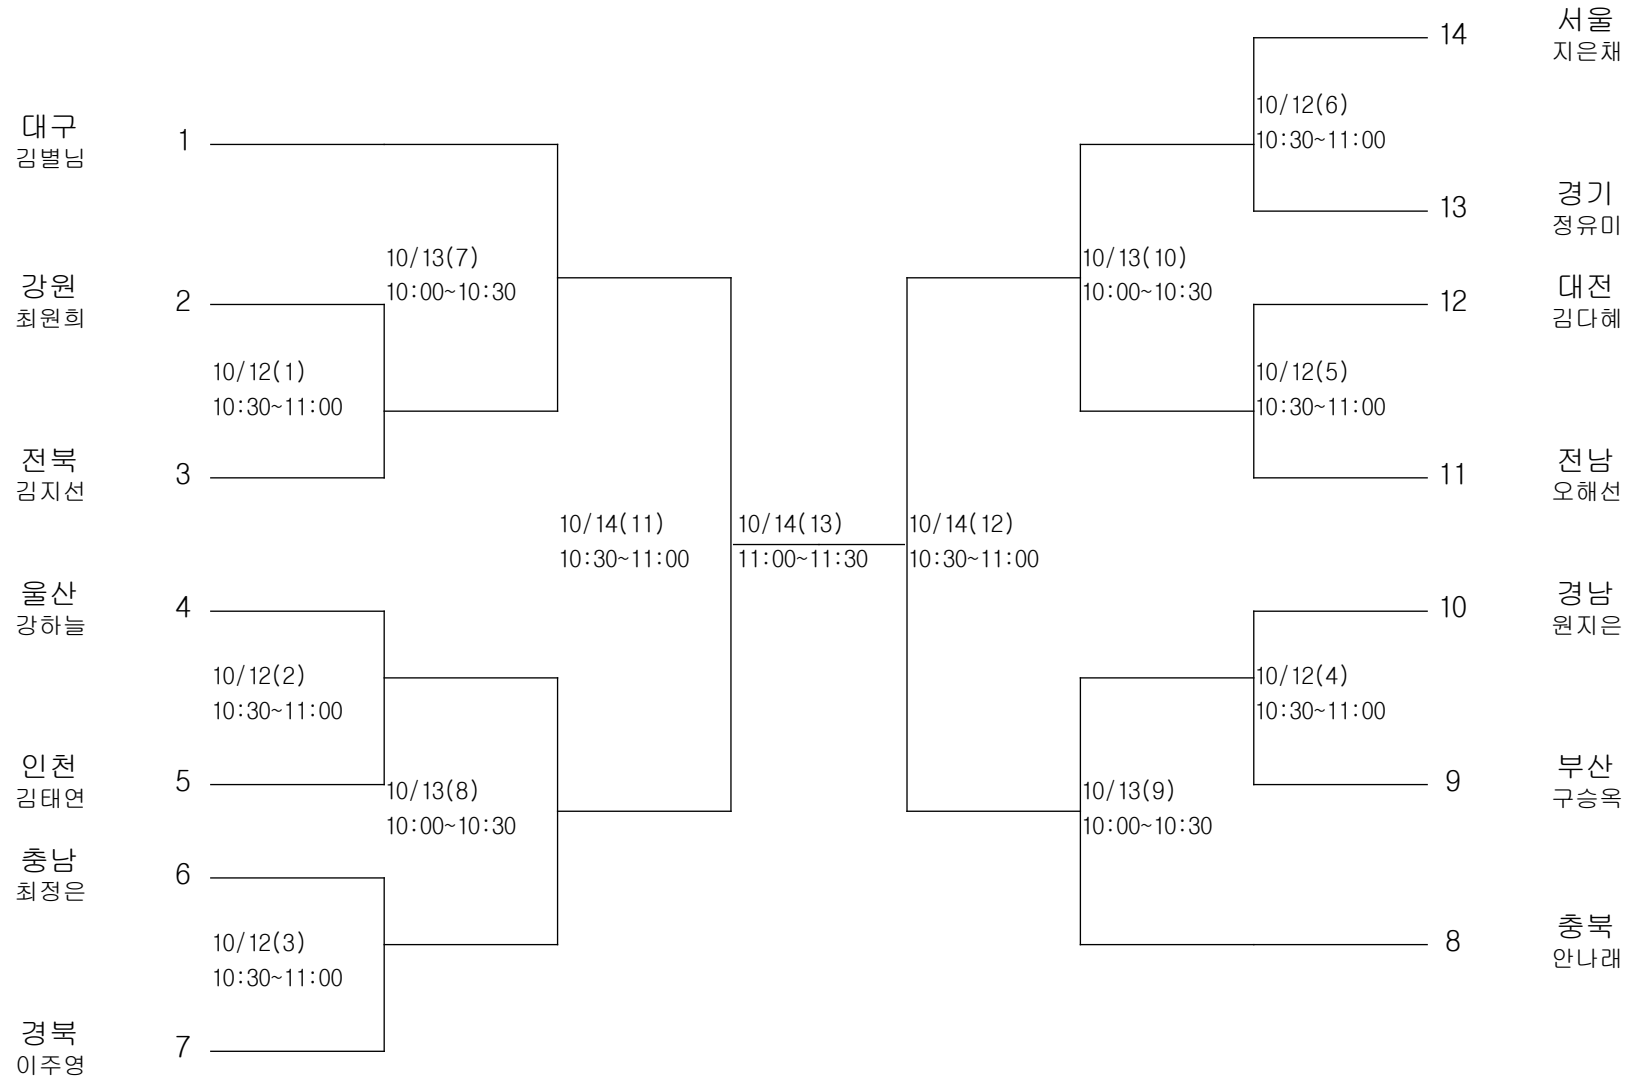 대구
김별님
1
강원
최원희
2
10/12(1)
10:30~11:00
전북
김지선
3
10/13(7)
10:00~10:30
울산
강하늘
4
10/12(2)
10:30~11:00
인천
김태연
5
10/13(8)
10:00~10:30
충남
최정은
6
10/12(3)
10:30~11:00
경북
이주영
7
10/14(11)
10:30~11:00
10/14(13)
11:00~11:30
10/14(12)
10:30~11:00
14
서울
지은채
10/12(6)
10:30~11:00
13
경기
정유미
10/13(10)
10:00~10:30
12
대전
김다혜
10/12(5)
10:30~11:00
11
전남
오해선
10
경남
원지은
10/12(4)
10:30~11:00
9
부산
구승옥
10/13(9)
10:00~10:30
8
충북
안나래